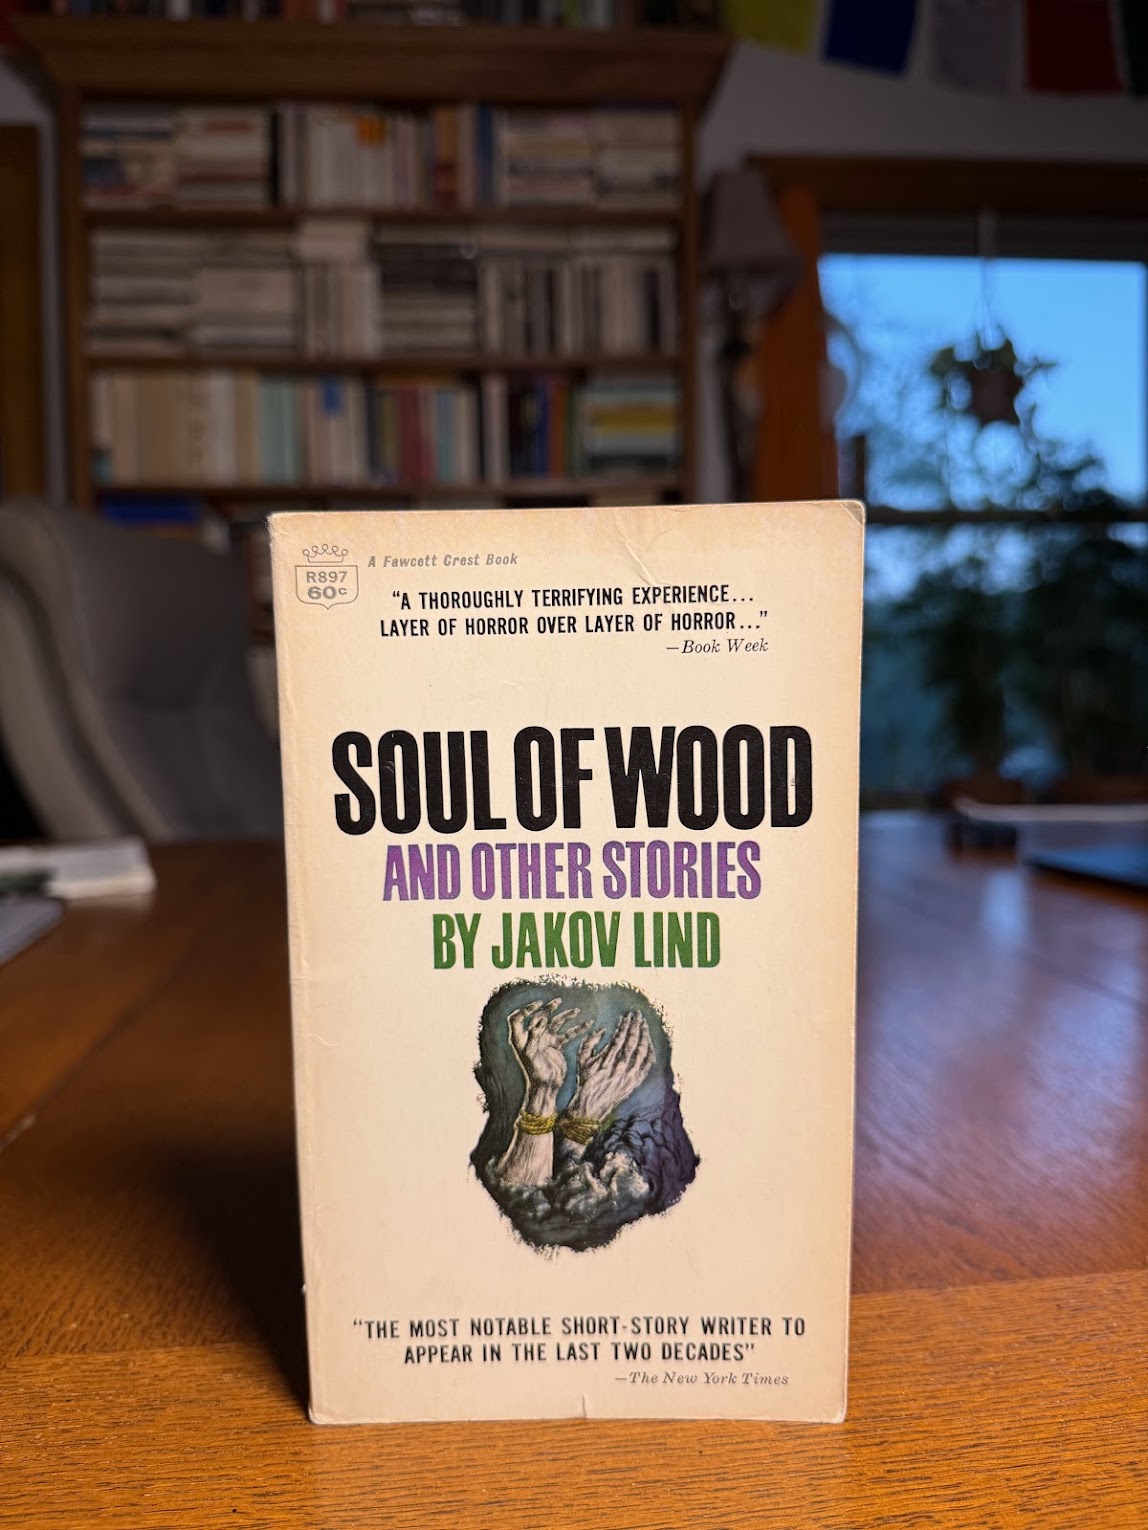 R897
60¢
A Fawcett Crest Book
“A THOROUGHLY TERRIFYING EXPERIENCE...
LAYER OF HORROR OVER LAYER OF HORROR...”
—Book Week
SOUL OF WOOD
AND OTHER STORIES
BY JAKOV LIND
“THE MOST NOTABLE SHORT-STORY WRITER TO
APPEAR IN THE LAST TWO DECADES”
—The New York Times